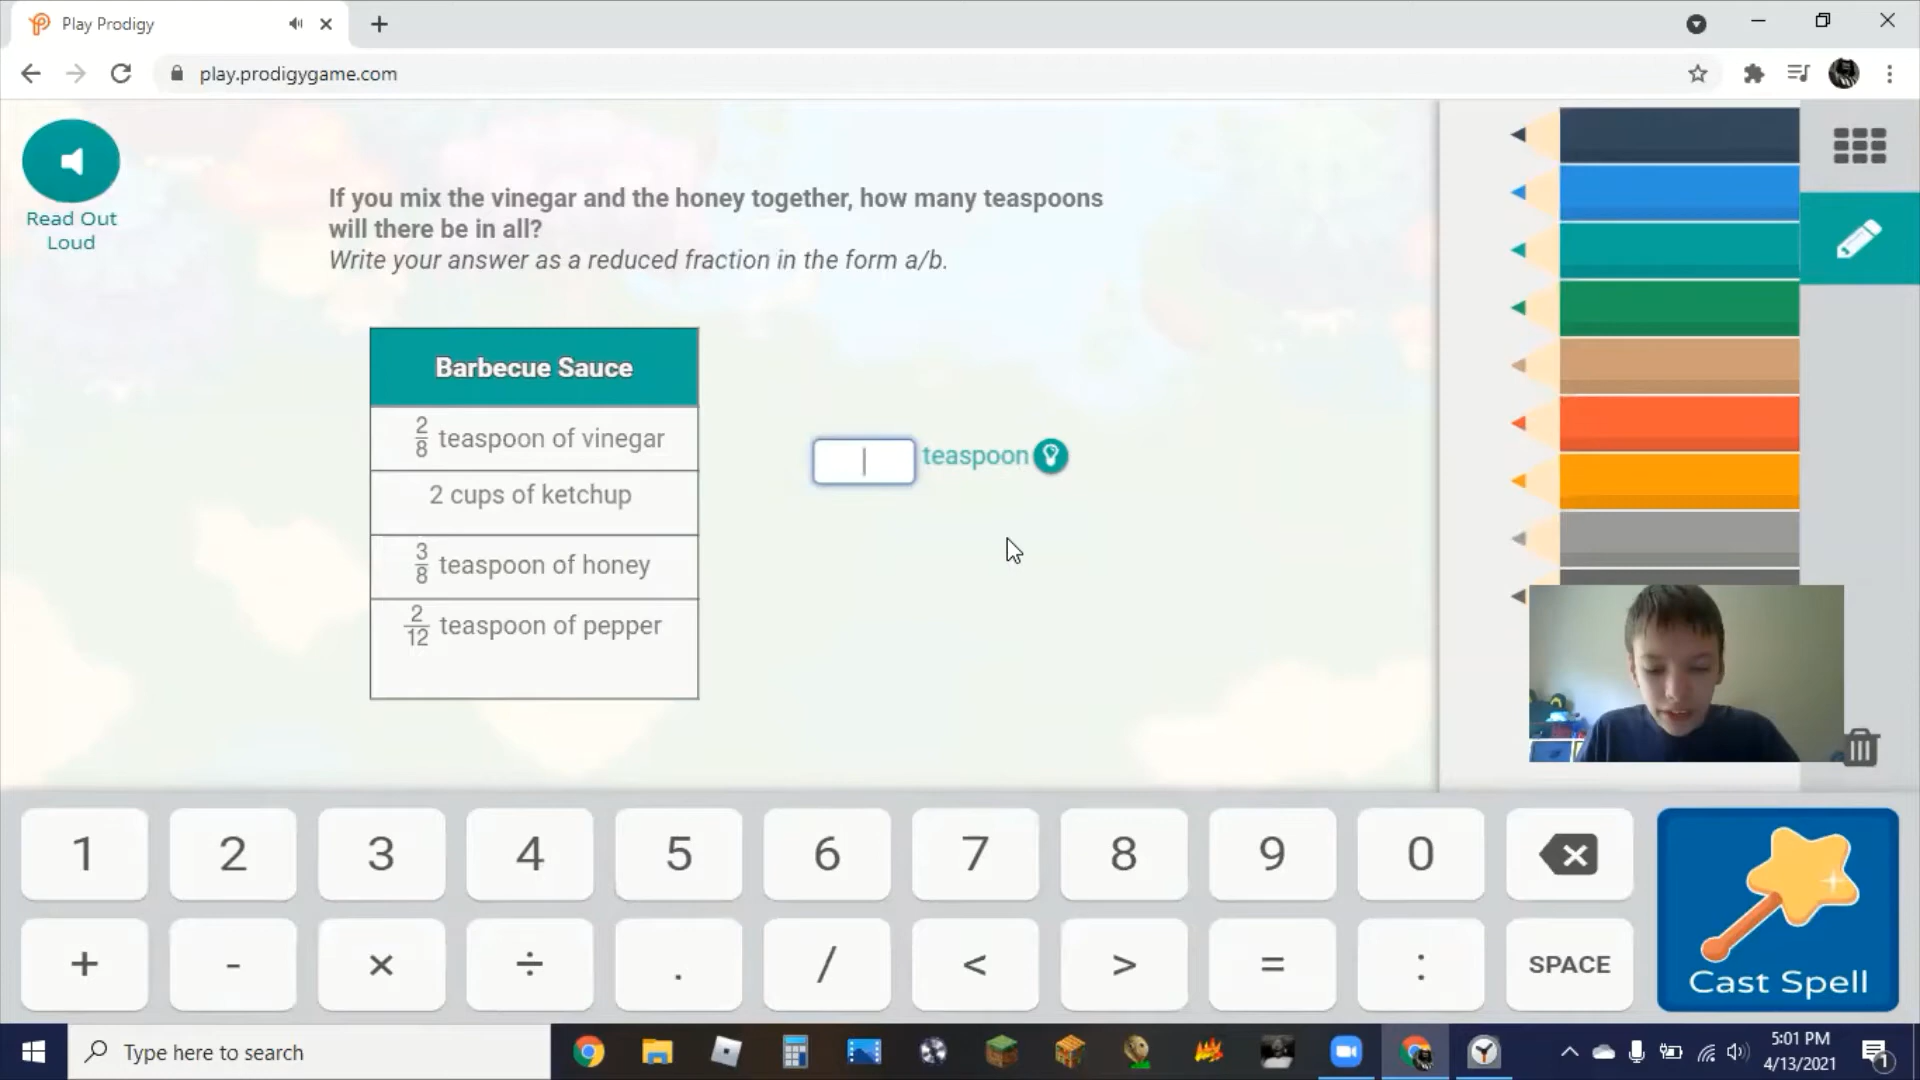 Play Prodigy
play.prodigygame.com
Read Out
Loud
If you mix the vinegar and the honey together, how many teaspoons
will there be in all?
Write your answer as a reduced fraction in the form a/b.
Barbecue Sauce
2/8 teaspoon of vinegar
2 cups of ketchup
3/8 teaspoon of honey
2/12 teaspoon of pepper
teaspoon
1 2 3 4 5 6 7 8 9 0
+ - × ÷ . / < > = : SPACE
Cast Spell
Type here to search
5:01 PM
4/13/2021
1